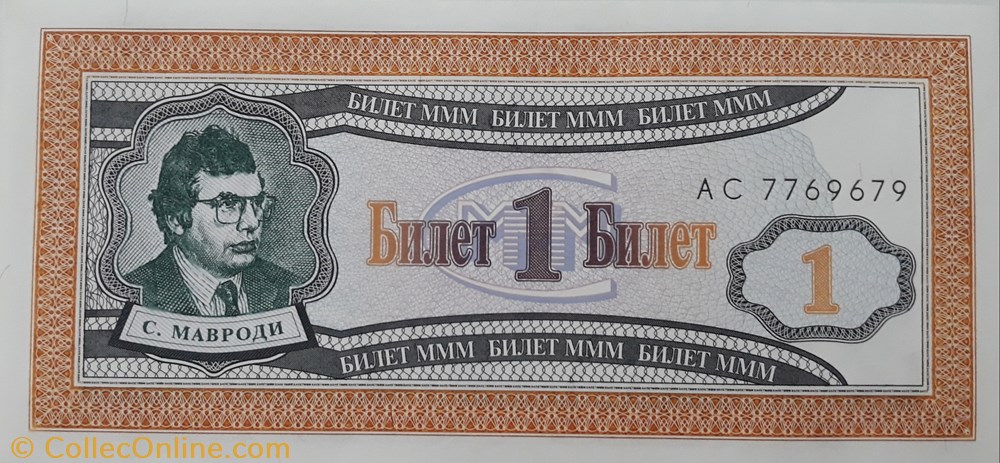 БИЛЕТ МММ БИЛЕТ МММ БИЛЕТ МММ
АС 7769679
Билет 1 Билет
МММ
1
С. МАВРОДИ
БИЛЕТ МММ БИЛЕТ МММ БИЛЕТ МММ
© CollecOnline.com